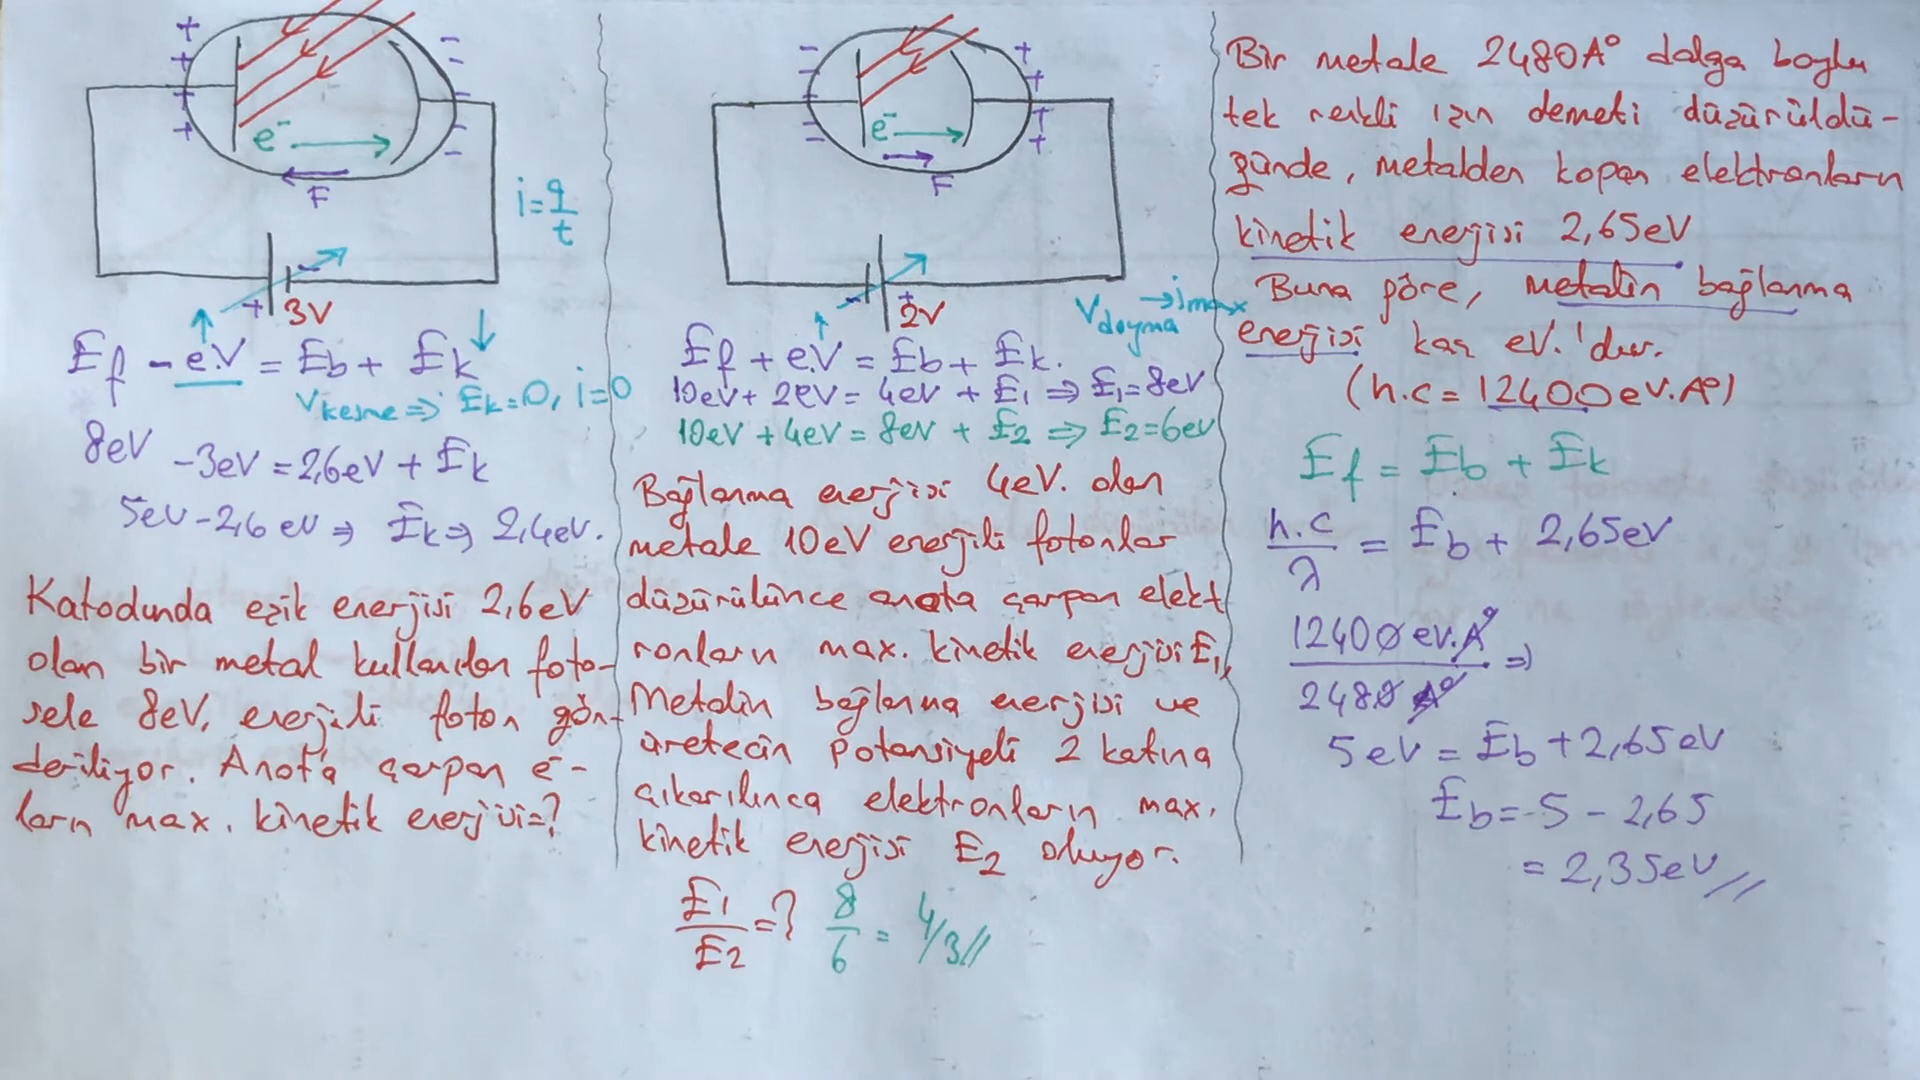 + + + +
- - - - -
e⁻
F
i = q/t
+ -
3V
Ef - e.V = Eb + Ek
Vkesme => Ek = 0, i = 0
8eV - 3eV = 2,6eV + Ek
5eV - 2,6 eV => Ek => 2,4eV.
Katodunda eşik enerjisi 2,6eV
olan bir metal kullanılan foto-
sele 8eV, enerjili foton gön-
deriliyor. Anot'a çarpan e⁻
ların max. kinetik enerjisi=?
- - - -
+ + + +
e⁻
F
- +
2V
Vdoyma → imax
Ef + e.V = Eb + Ek.
10eV + 2eV = 4eV + E1 => E1 = 8eV
10eV + 4eV = 8eV + E2 => E2 = 6eV
Bağlanma enerjisi 4eV. olan
metale 10eV enerjili fotonlar
düşürülünce anota çarpan elekt
ronların max. kinetik enerjisi E1,
Metalin bağlanma enerjisi ve
üretecin potansiyeli 2 katına
çıkarılınca elektronların max.
kinetik enerjisi E2 oluyor.
E1/E2 = ? 8/6 = 4/3//
Bir metale 2480A° dalga boylu
tek renkli ışın demeti düşürüldü-
ğünde, metalden kopan elektronların
kinetik enerjisi 2,65eV
Buna göre, metalin bağlanma
enerjisi kaç eV.'dur.
(h.c = 12400eV.A°)
Ef = Eb + Ek
h.c/λ = Eb + 2,65eV
12400 eV.A°/2480 A° =>
5eV = Eb + 2,65eV
Eb = 5 - 2,65
= 2,35eV//